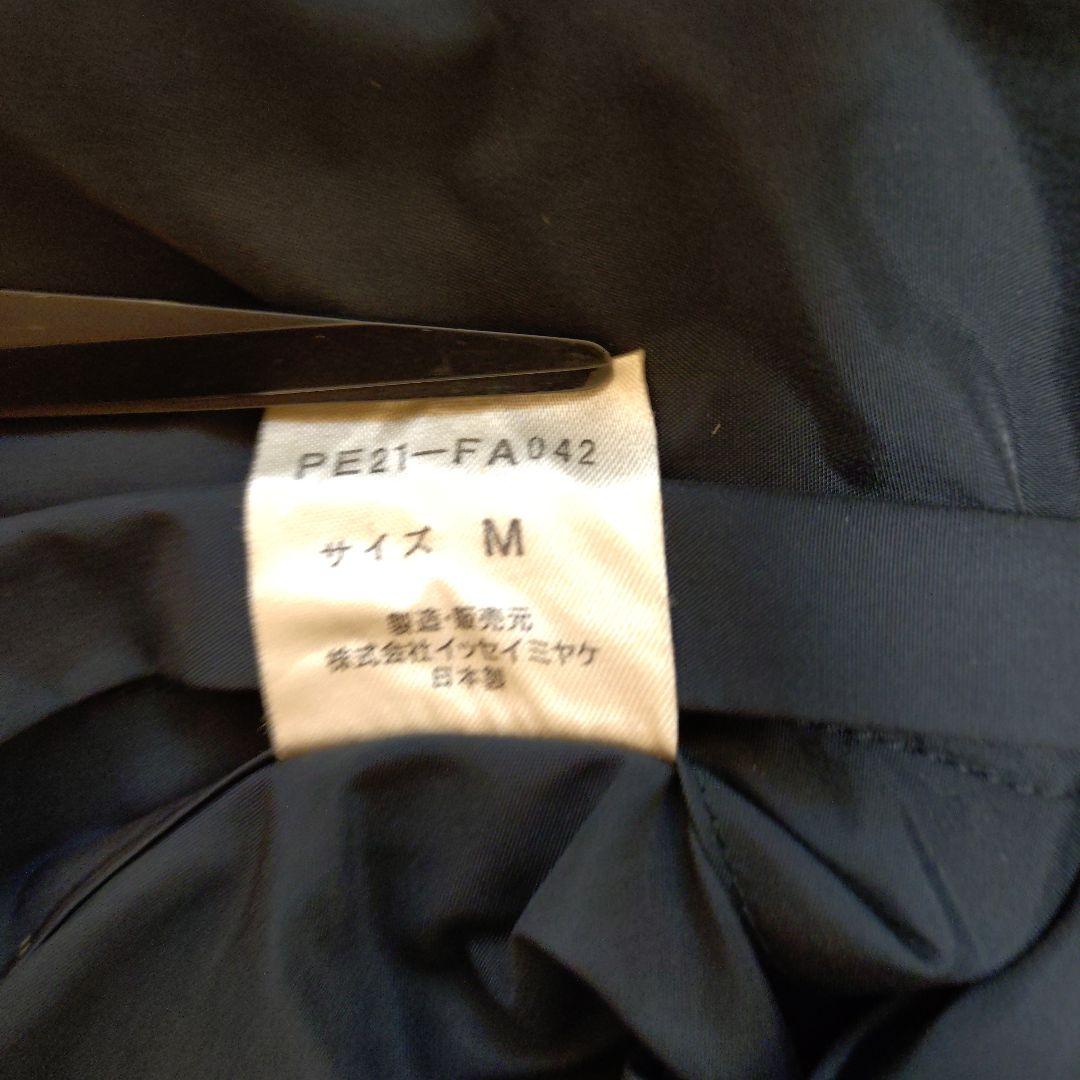 PE21-FA042
サイズ M
製造・販売元
株式会社イッセイミヤケ
日本製